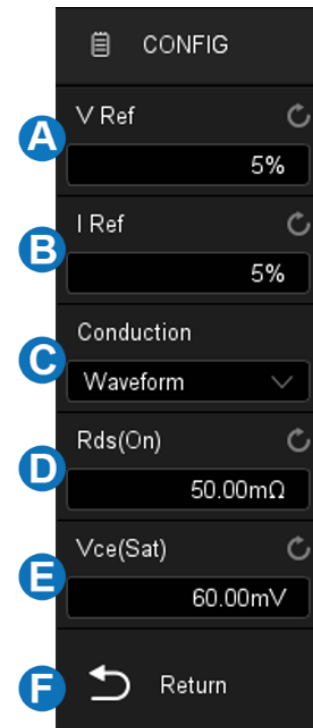 CONFIG
A
V Ref
5%
B
I Ref
5%
C
Conduction
Waveform
D
Rds(On)
50.00mΩ
E
Vce(Sat)
60.00mV
F
Return